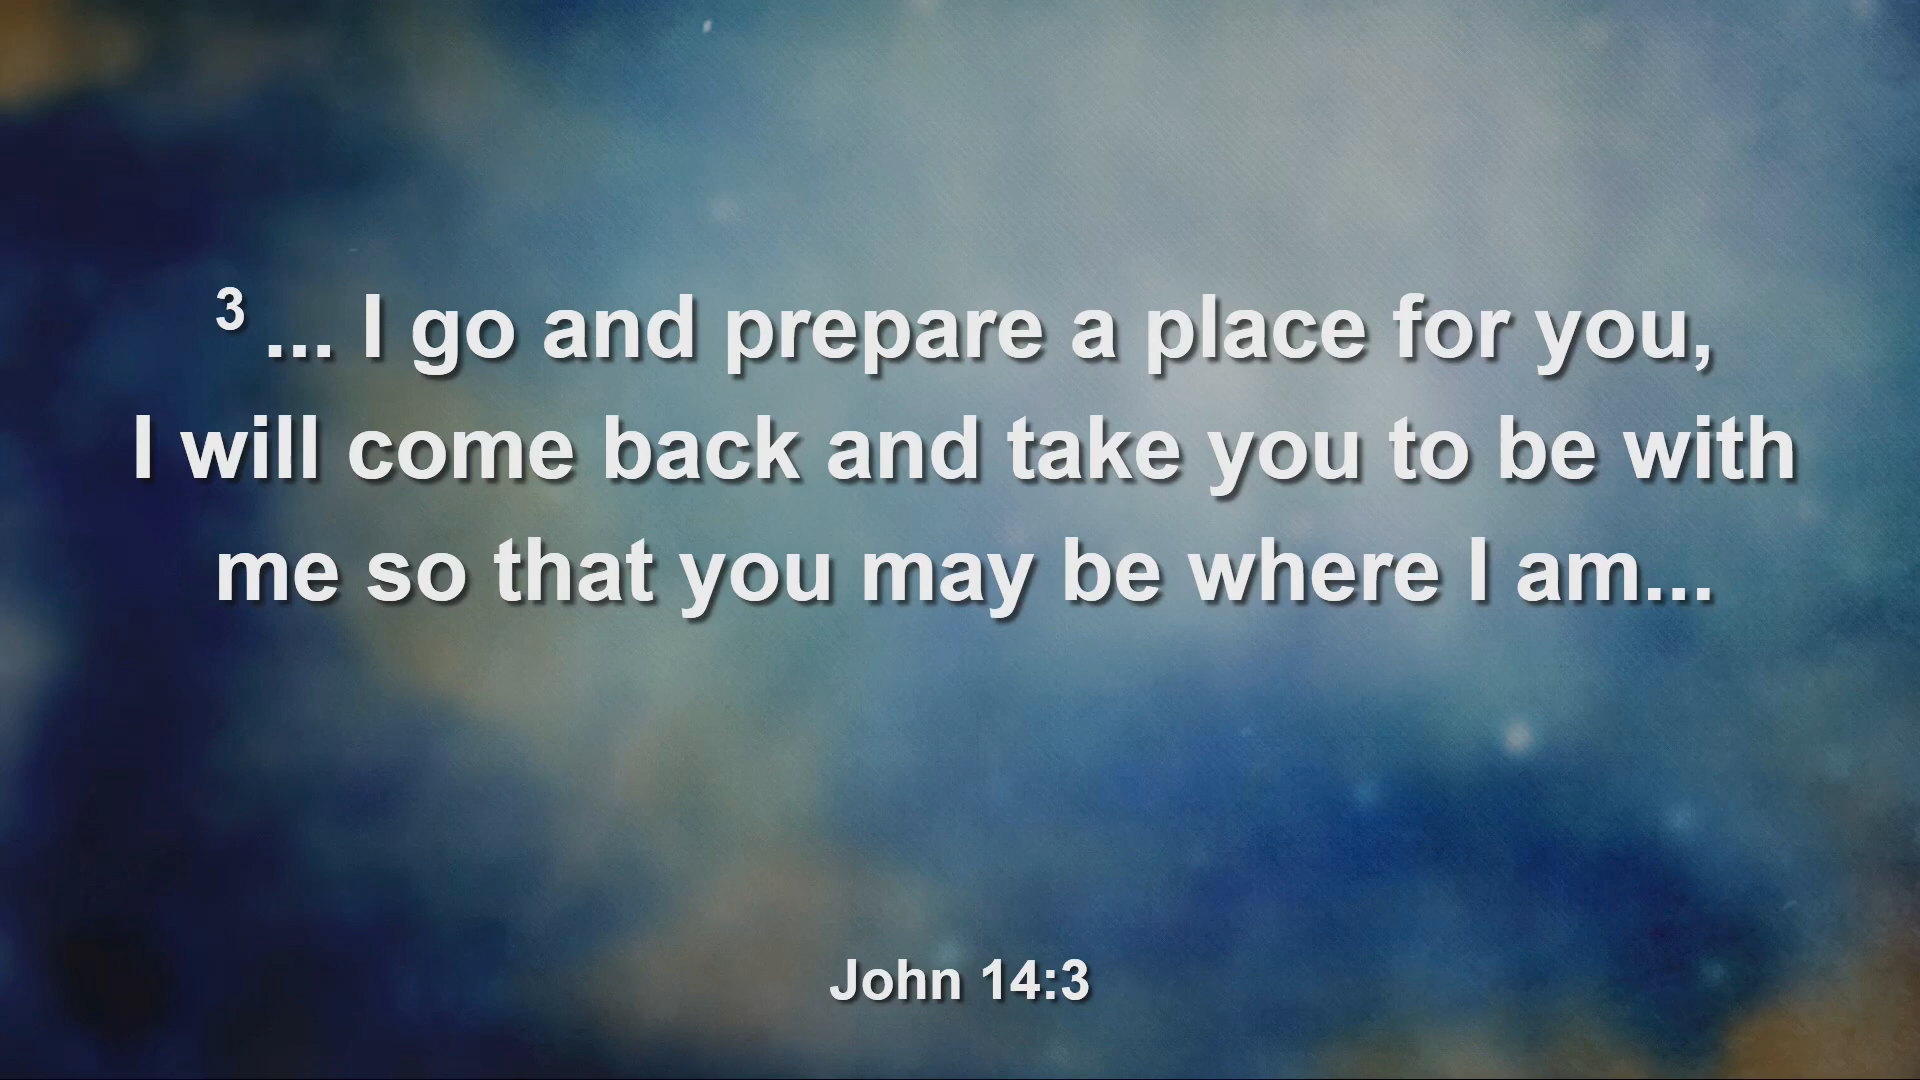 3 ... I go and prepare a place for you,
I will come back and take you to be with
me so that you may be where I am...
John 14:3